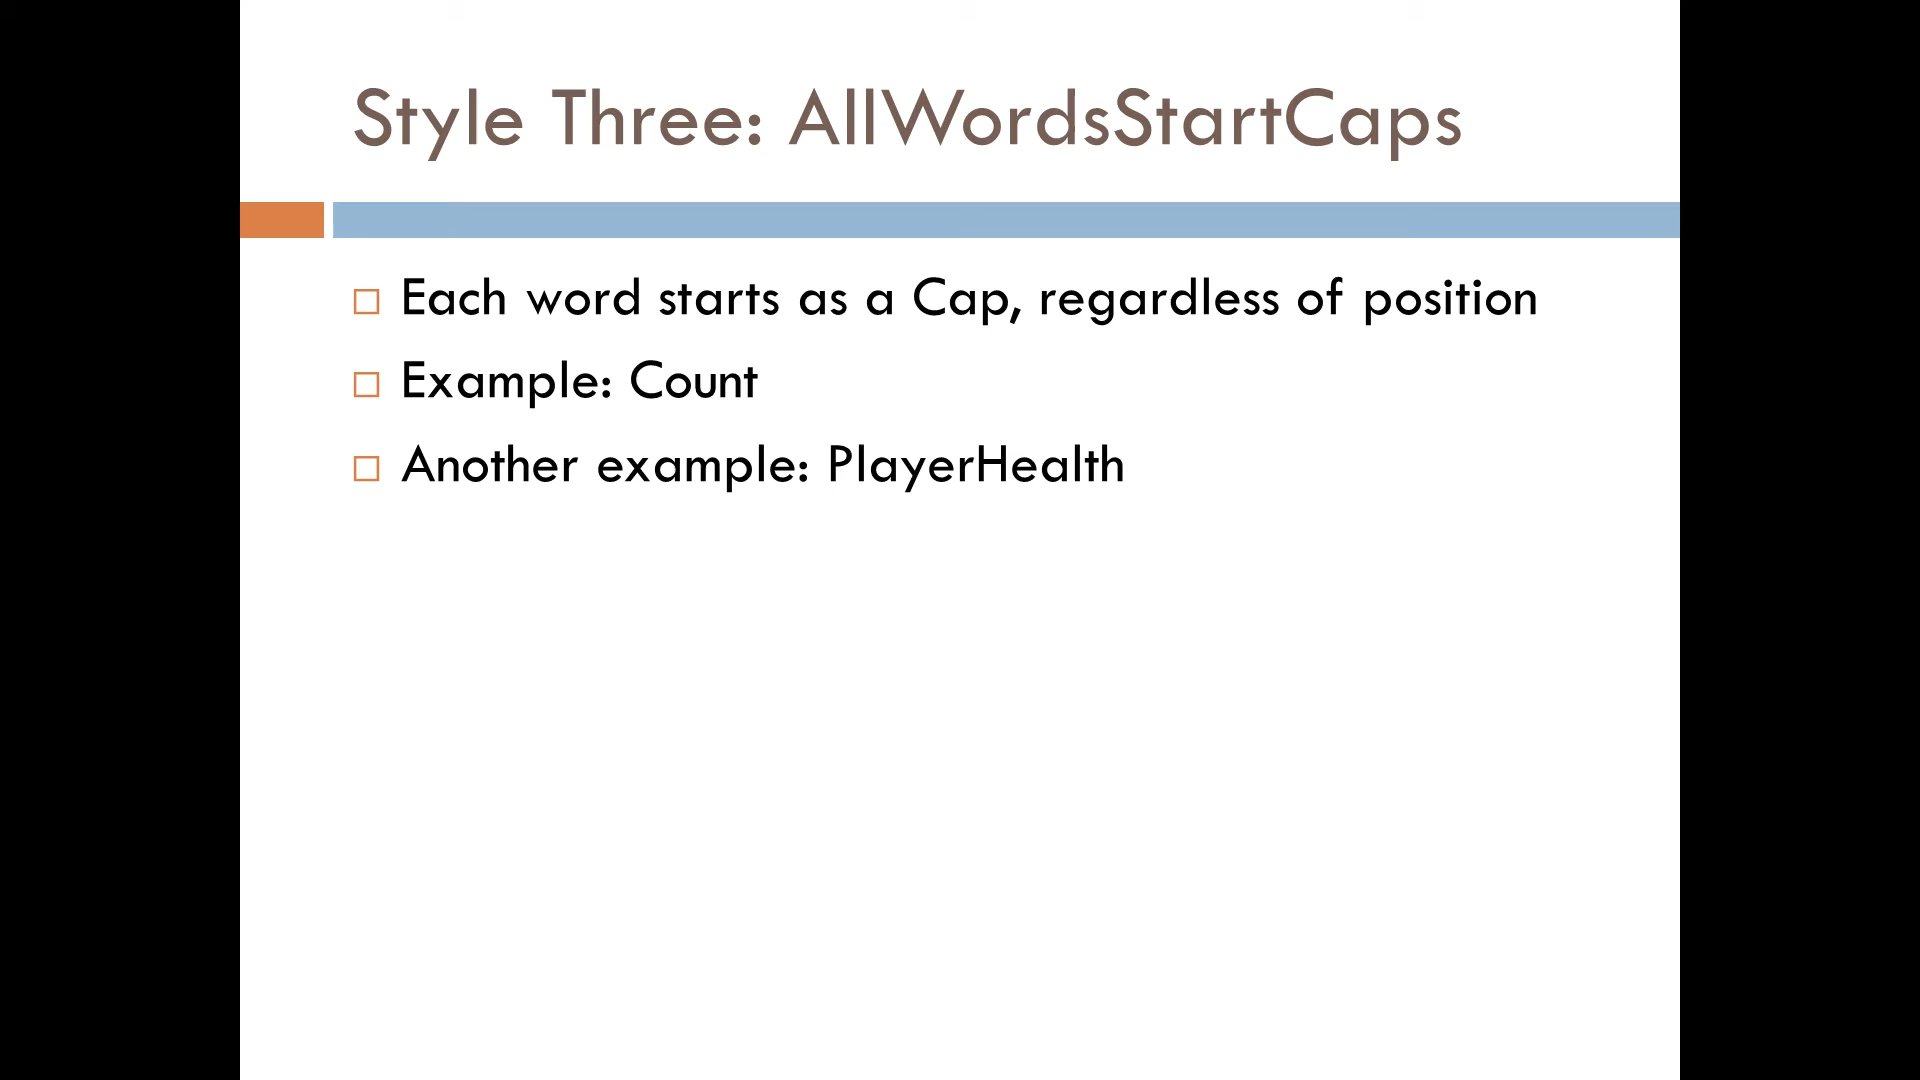 Style Three: AllWordsStartCaps
Each word starts as a Cap, regardless of position
Example: Count
Another example: PlayerHealth